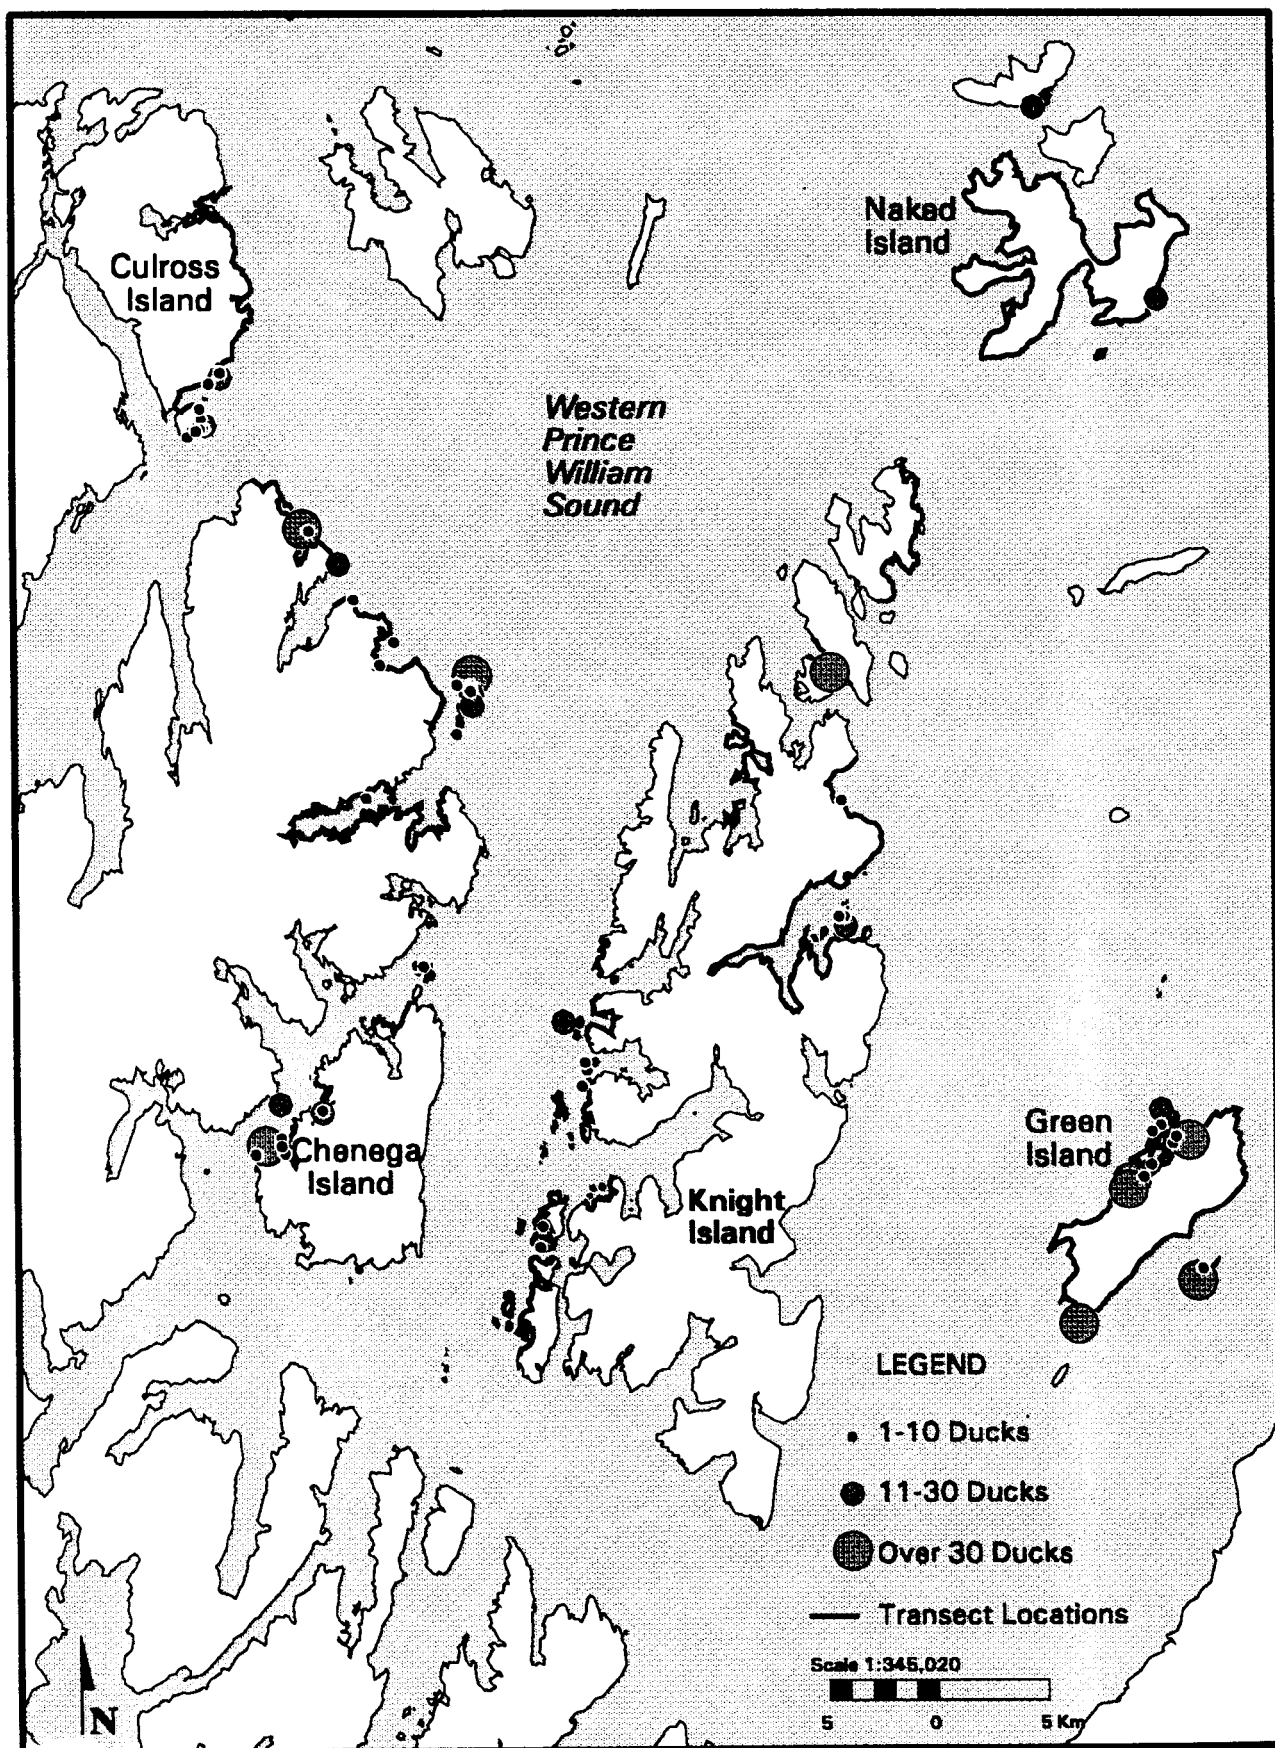 Naked
Island
Culross
Island
Western
Prince
William
Sound
Green
Island
Chenega
Island
Knight
Island
LEGEND
1-10 Ducks
11-30 Ducks
Over 30 Ducks
Transect Locations
Scale 1:345,020
5 0 5 Km
N